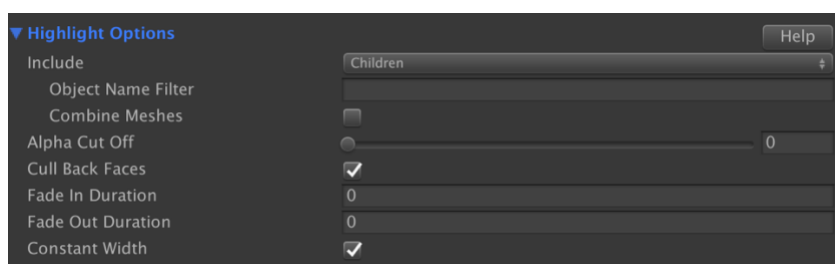 Highlight Options Help
Include Children
Object Name Filter
Combine Meshes
Alpha Cut Off 0
Cull Back Faces
Fade In Duration 0
Fade Out Duration 0
Constant Width